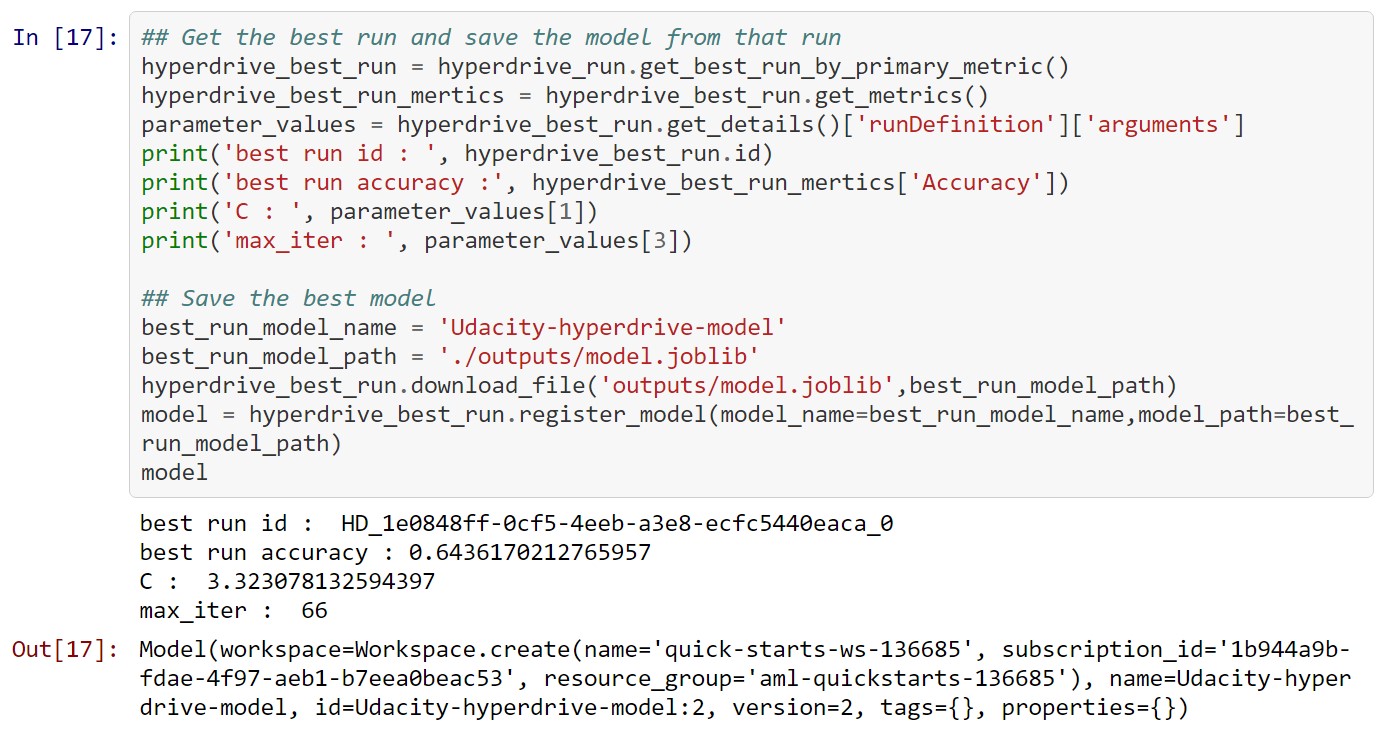 In [17]: ## Get the best run and save the model from that run
hyperdrive_best_run = hyperdrive_run.get_best_run_by_primary_metric()
hyperdrive_best_run_mertics = hyperdrive_best_run.get_metrics()
parameter_values = hyperdrive_best_run.get_details()['runDefinition']['arguments']
print('best run id : ', hyperdrive_best_run.id)
print('best run accuracy :', hyperdrive_best_run_mertics['Accuracy'])
print('C : ', parameter_values[1])
print('max_iter : ', parameter_values[3])

## Save the best model
best_run_model_name = 'Udacity-hyperdrive-model'
best_run_model_path = './outputs/model.joblib'
hyperdrive_best_run.download_file('outputs/model.joblib',best_run_model_path)
model = hyperdrive_best_run.register_model(model_name=best_run_model_name,model_path=best_
run_model_path)
model
best run id :  HD_1e0848ff-0cf5-4eeb-a3e8-ecfc5440eaca_0
best run accuracy : 0.6436170212765957
C :  3.323078132594397
max_iter :  66
Out[17]: Model(workspace=Workspace.create(name='quick-starts-ws-136685', subscription_id='1b944a9b-
fdae-4f97-aeb1-b7eea0beac53', resource_group='aml-quickstarts-136685'), name=Udacity-hyper
drive-model, id=Udacity-hyperdrive-model:2, version=2, tags={}, properties={})